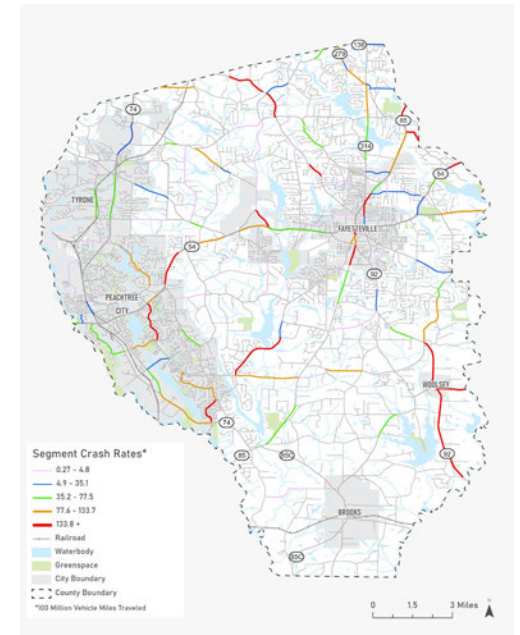 138
279
74
85
314
54
TYRONE
FAYETTEVILLE
54
92
PEACHTREE
CITY
WOOLSEY
74
85
85C
92
BROOKS
85C
Segment Crash Rates*
0.27 - 4.8
4.9 - 35.1
35.2 - 77.5
77.6 - 133.7
133.8 +
Railroad
Waterbody
Greenspace
City Boundary
County Boundary
*100 Million Vehicle Miles Traveled
0 1.5 3 Miles
N